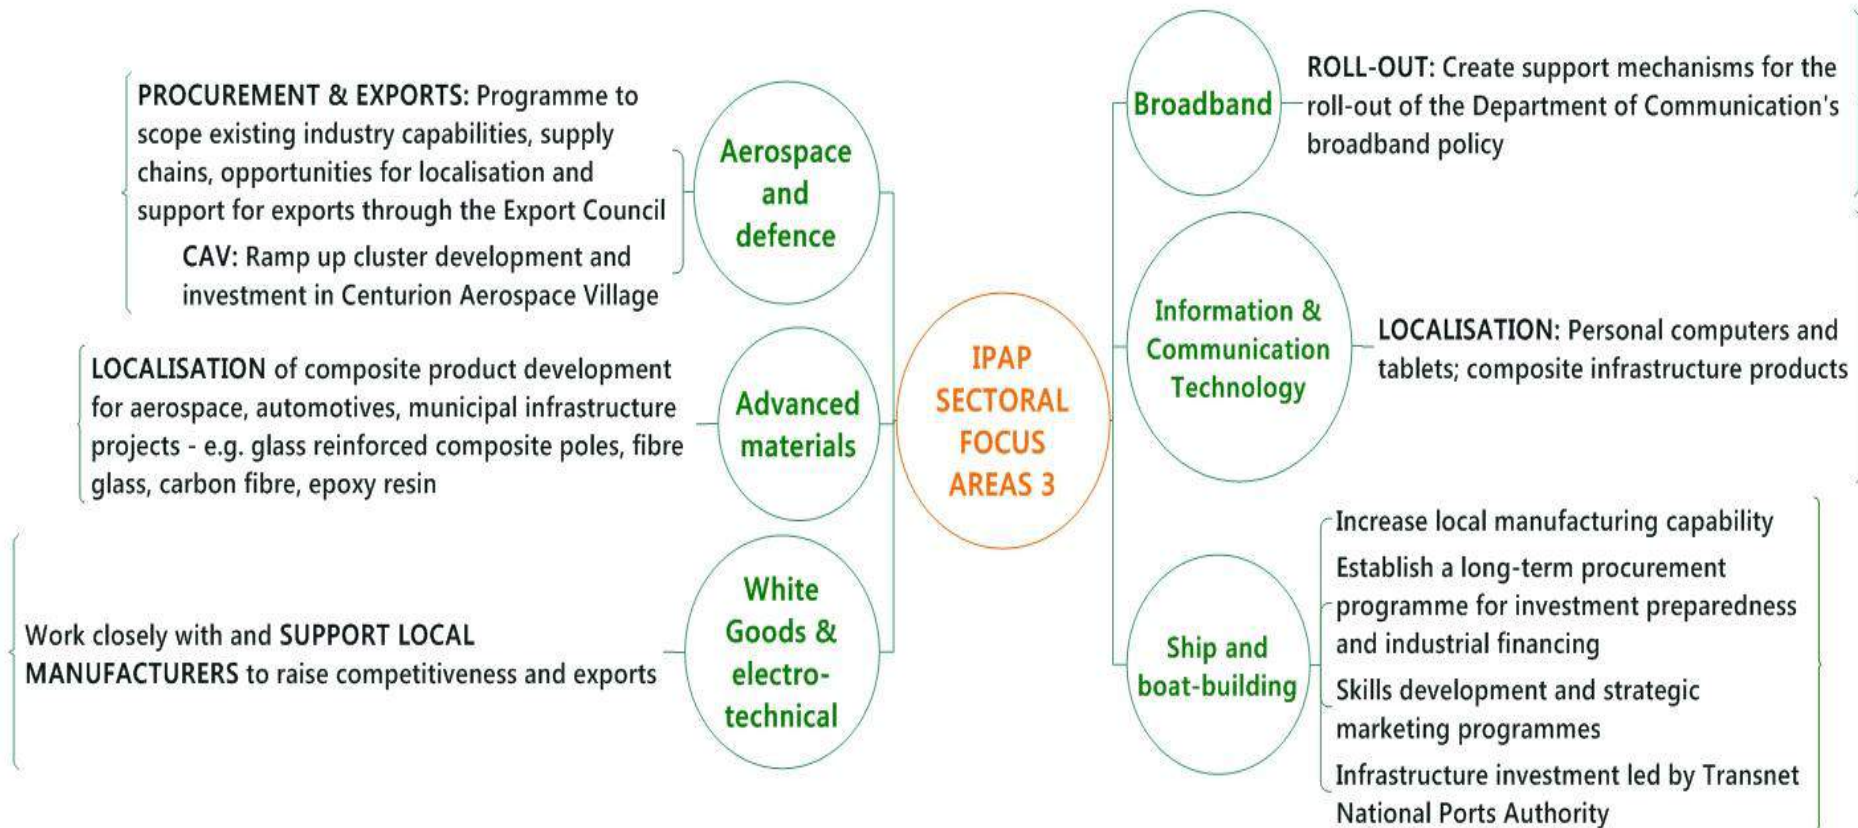 PROCUREMENT & EXPORTS: Programme to
scope existing industry capabilities, supply
chains, opportunities for localisation and
support for exports through the Export Council
CAV: Ramp up cluster development and
investment in Centurion Aerospace Village
Aerospace
and
defence
LOCALISATION of composite product development
for aerospace, automotives, municipal infrastructure
projects - e.g. glass reinforced composite poles, fibre
glass, carbon fibre, epoxy resin
Advanced
materials
Work closely with and SUPPORT LOCAL
MANUFACTURERS to raise competitiveness and exports
White
Goods &
electro-
technical
IPAP
SECTORAL
FOCUS
AREAS 3
Broadband
ROLL-OUT: Create support mechanisms for the
roll-out of the Department of Communication's
broadband policy
Information &
Communication
Technology
LOCALISATION: Personal computers and
tablets; composite infrastructure products
Ship and
boat-building
Increase local manufacturing capability
Establish a long-term procurement
programme for investment preparedness
and industrial financing
Skills development and strategic
marketing programmes
Infrastructure investment led by Transnet
National Ports Authority